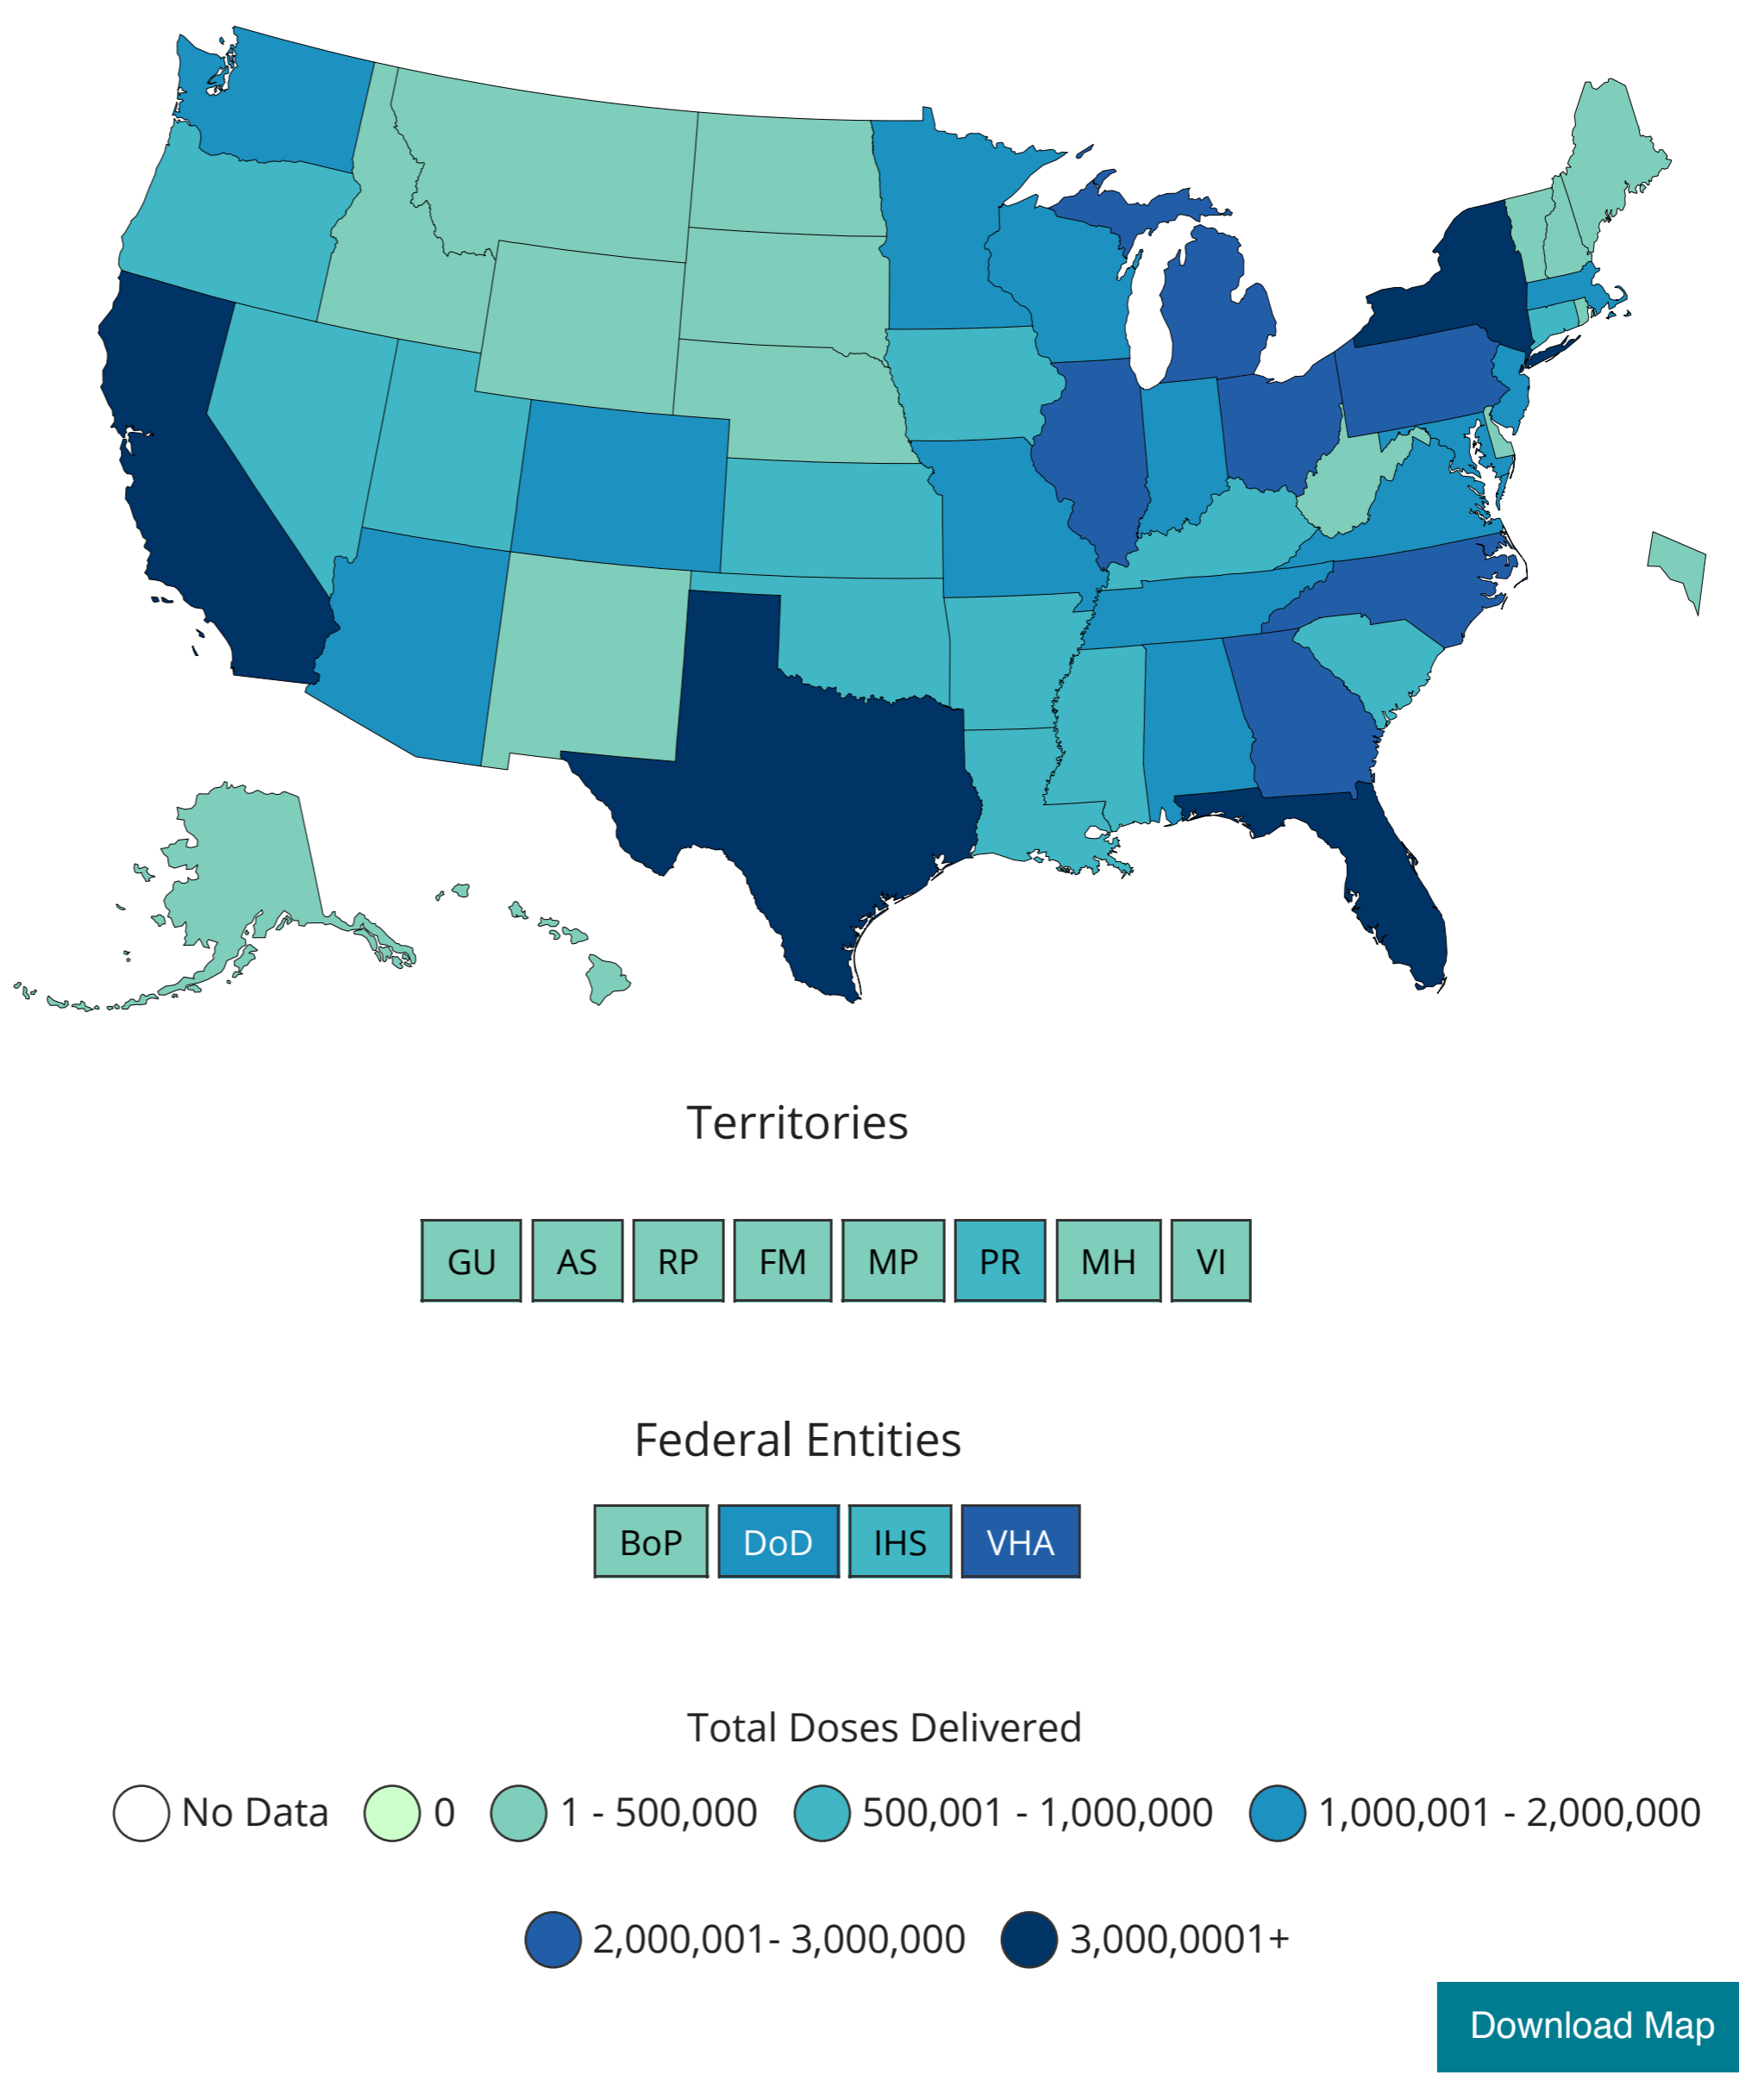 Territories
GU AS RP FM MP PR MH VI
Federal Entities
BoP DoD IHS VHA
Total Doses Delivered
No Data 0 1 - 500,000 500,001 - 1,000,000 1,000,001 - 2,000,000
2,000,001- 3,000,000 3,000,0001+
Download Map